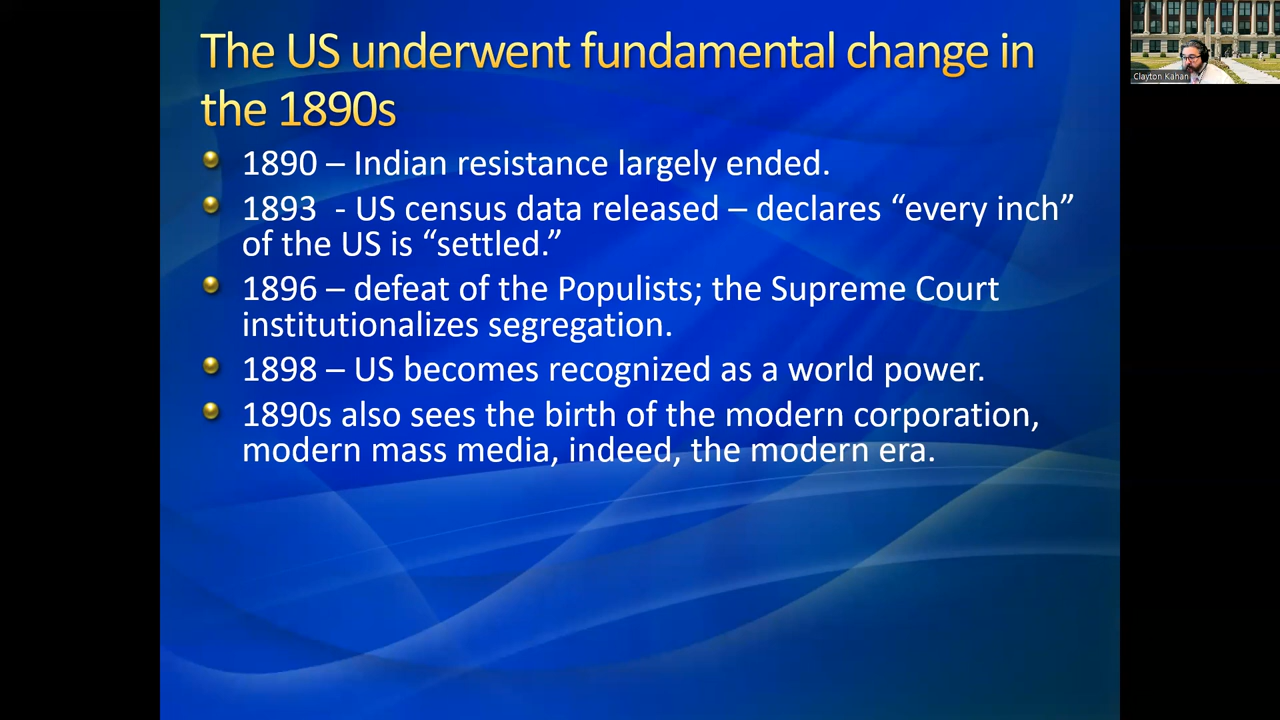 The US underwent fundamental change in
the 1890s
1890 – Indian resistance largely ended.
1893  - US census data released – declares “every inch”
of the US is “settled.”
1896 – defeat of the Populists; the Supreme Court
institutionalizes segregation.
1898 – US becomes recognized as a world power.
1890s also sees the birth of the modern corporation,
modern mass media, indeed, the modern era.
Clayton Kahan